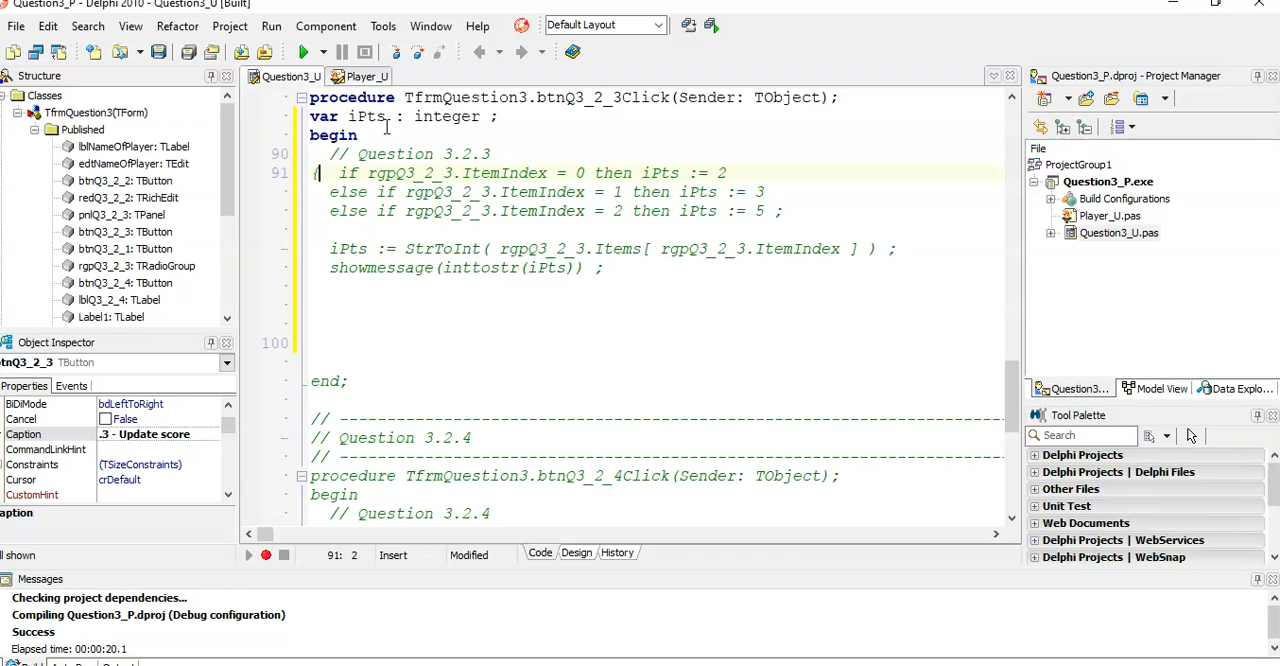 Question3_P - Delphi 2010 - Question3_U [Built]
File Edit Search View Refactor Project Run Component Tools Window Help Default Layout
Structure
Classes
TfrmQuestion3(TForm)
Published
lblNameOfPlayer: TLabel
edtNameOfPlayer: TEdit
btnQ3_2_2: TButton
redQ3_2_2: TRichEdit
pnlQ3_2_3: TPanel
btnQ3_2_3: TButton
btnQ3_2_1: TButton
rgpQ3_2_3: TRadioGroup
btnQ3_2_4: TButton
lblQ3_2_4: TLabel
Label1: TLabel
Object Inspector
btnQ3_2_3 TButton
Properties Events
BiDiMode bdLeftToRight
Cancel False
Caption .3 - Update score
CommandLinkHint
Constraints (TSizeConstraints)
Cursor crDefault
CustomHint
aption
ll shown
Question3_U Player_U
procedure TfrmQuestion3.btnQ3_2_3Click(Sender: TObject);
var iPts : integer ;
begin
90 // Question 3.2.3
91 { if rgpQ3_2_3.ItemIndex = 0 then iPts := 2
else if rgpQ3_2_3.ItemIndex = 1 then iPts := 3
else if rgpQ3_2_3.ItemIndex = 2 then iPts := 5 ;
iPts := StrToInt( rgpQ3_2_3.Items[ rgpQ3_2_3.ItemIndex ] ) ;
showmessage(inttostr(iPts)) ;
100
end;
// ----------------------------------------------------------------------
// Question 3.2.4
// ----------------------------------------------------------------------
procedure TfrmQuestion3.btnQ3_2_4Click(Sender: TObject);
begin
// Question 3.2.4
91: 2 Insert Modified Code Design History
Question3_P.dproj - Project Manager
File
ProjectGroup1
Question3_P.exe
Build Configurations
Player_U.pas
Question3_U.pas
Question3... Model View Data Explo...
Tool Palette
Search
Delphi Projects
Delphi Projects | Delphi Files
Other Files
Unit Test
Web Documents
Delphi Projects | WebServices
Delphi Projects | WebSnap
Messages
Checking project dependencies...
Compiling Question3_P.dproj (Debug configuration)
Success
Elapsed time: 00:00:20.1